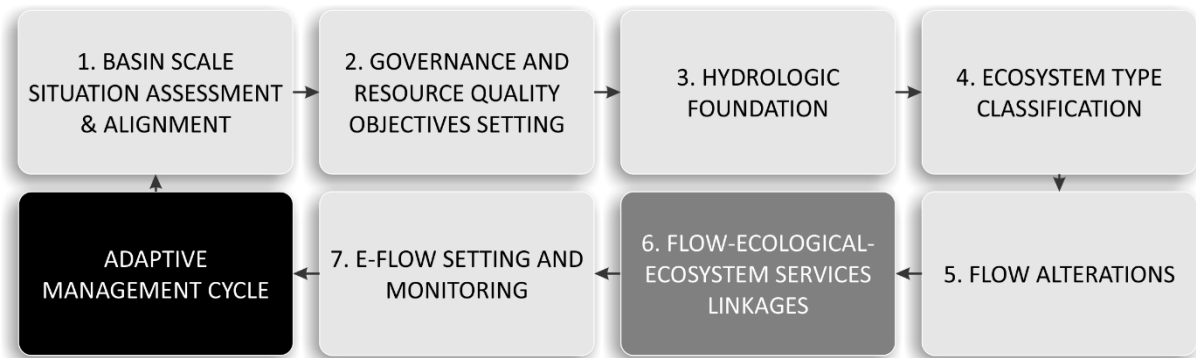 1. BASIN SCALE
SITUATION ASSESSMENT
& ALIGNMENT
2. GOVERNANCE AND
RESOURCE QUALITY
OBJECTIVES SETTING
3. HYDROLOGIC
FOUNDATION
4. ECOSYSTEM TYPE
CLASSIFICATION
5. FLOW ALTERATIONS
6. FLOW-ECOLOGICAL-
ECOSYSTEM SERVICES
LINKAGES
7. E-FLOW SETTING AND
MONITORING
ADAPTIVE
MANAGEMENT CYCLE